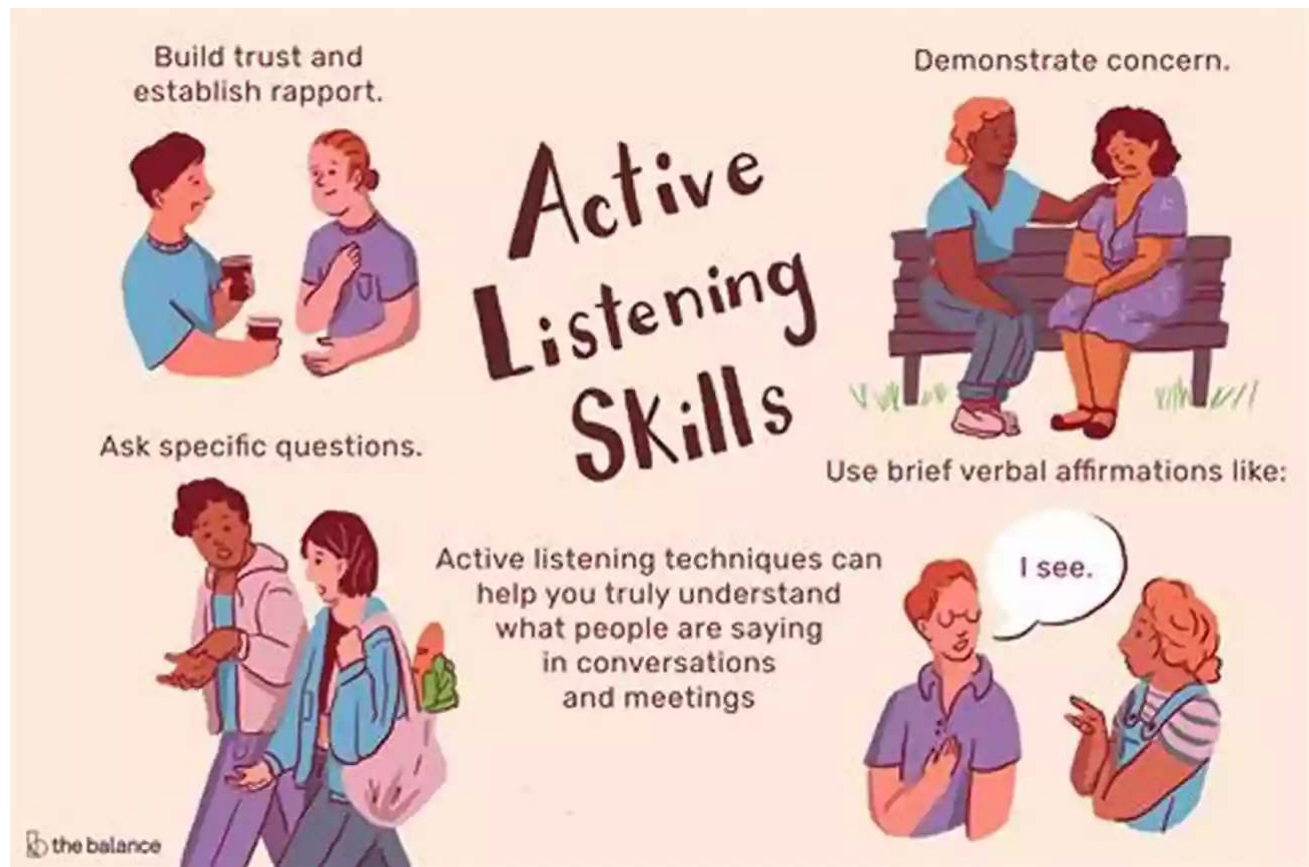 Build trust and
establish rapport.
Demonstrate concern.
Active
Listening
Skills
Ask specific questions.
Use brief verbal affirmations like:
I see.
Active listening techniques can
help you truly understand
what people are saying
in conversations
and meetings
the balance